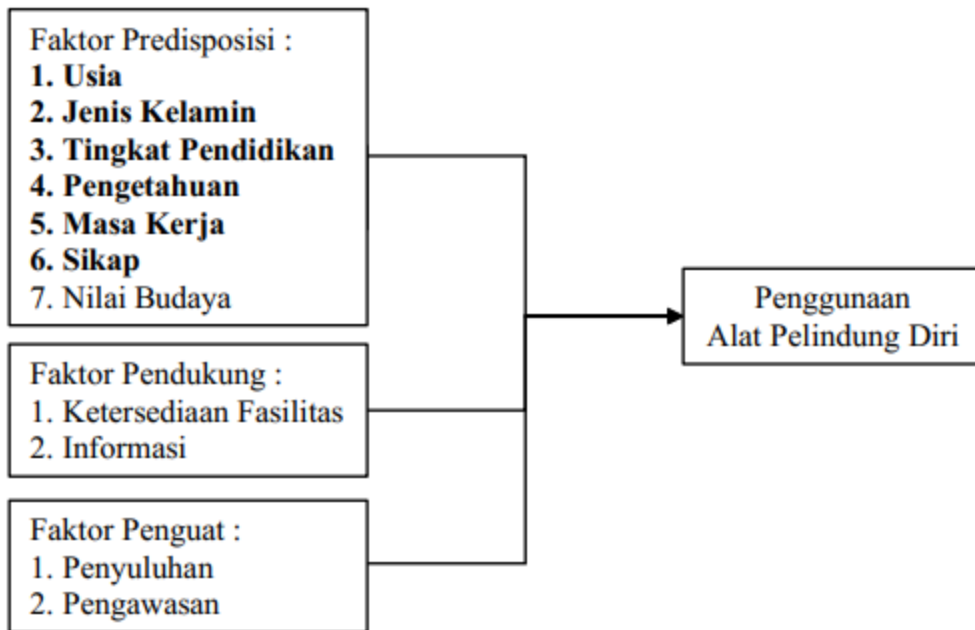 Faktor Predisposisi :
1. Usia
2. Jenis Kelamin
3. Tingkat Pendidikan
4. Pengetahuan
5. Masa Kerja
6. Sikap
7. Nilai Budaya
Faktor Pendukung :
1. Ketersediaan Fasilitas
2. Informasi
Faktor Penguat :
1. Penyuluhan
2. Pengawasan
Penggunaan
Alat Pelindung Diri